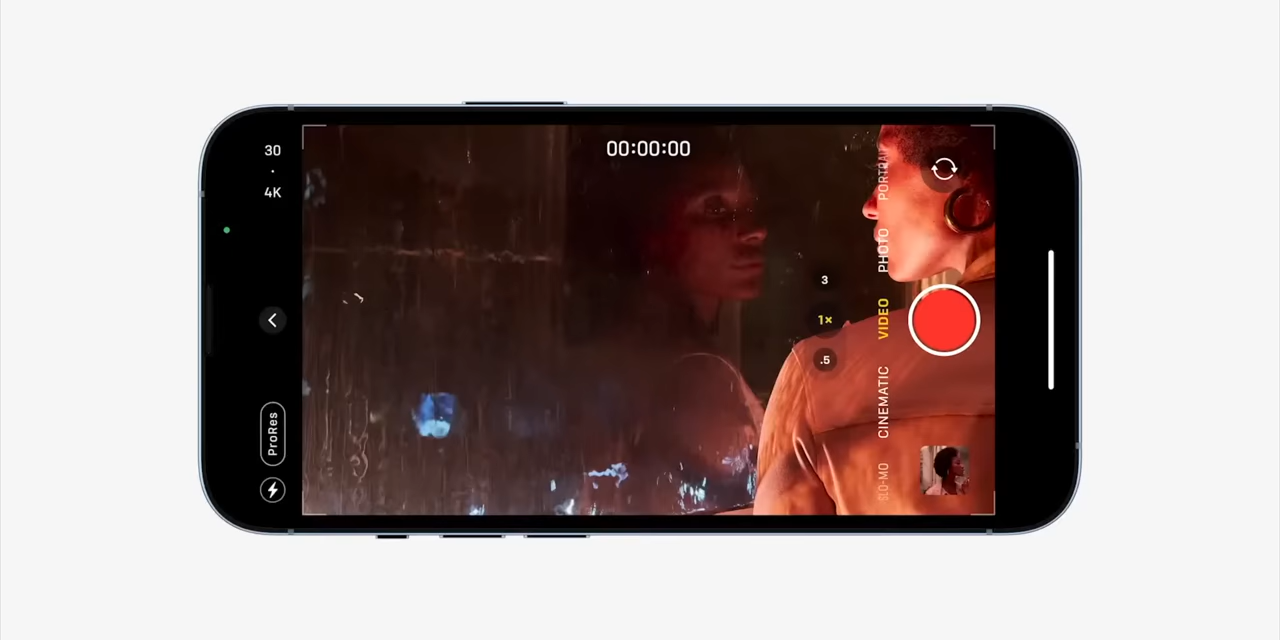 30
·
4K
ProRes
00:00:00
3
1×
.5
PORTRAIT
PHOTO
VIDEO
CINEMATIC
SLO-MO